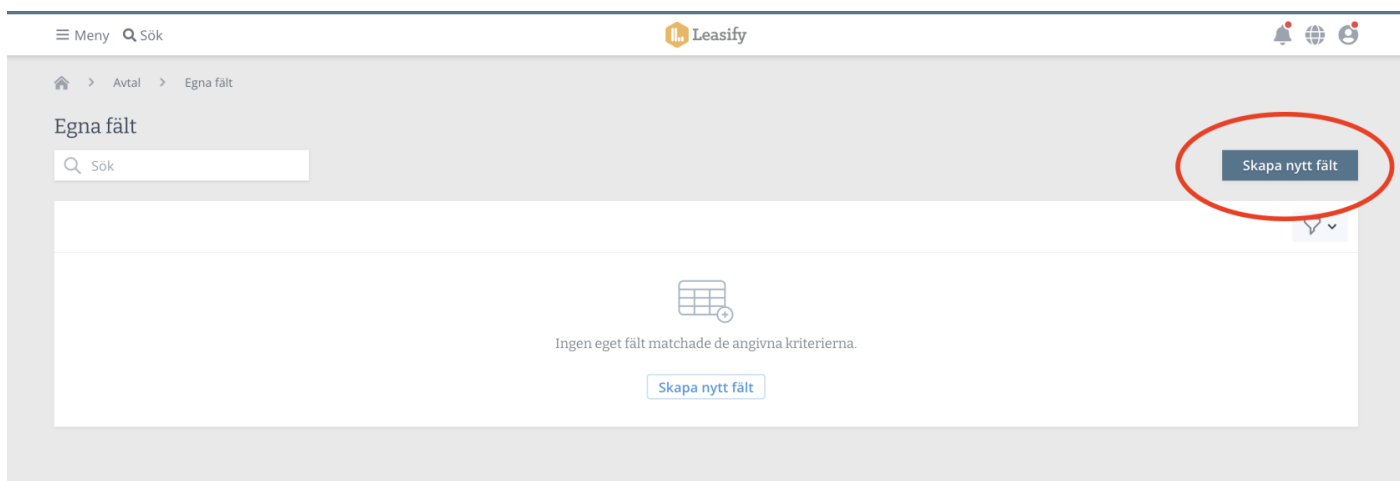 Meny Sök Leasify
Avtal Egna fält
Egna fält
Sök Skapa nytt fält
Ingen eget fält matchade de angivna kriterierna.
Skapa nytt fält